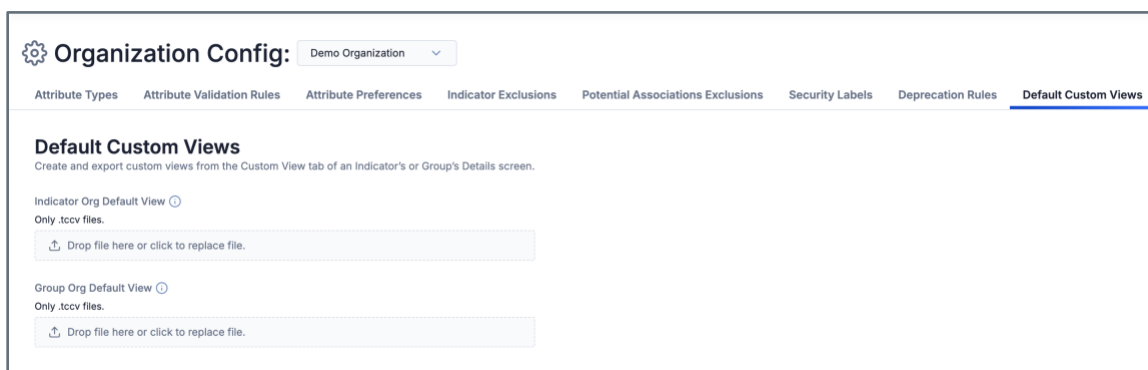 Organization Config: Demo Organization
Attribute Types Attribute Validation Rules Attribute Preferences Indicator Exclusions Potential Associations Exclusions Security Labels Deprecation Rules Default Custom Views
Default Custom Views
Create and export custom views from the Custom View tab of an Indicator's or Group's Details screen.
Indicator Org Default View
Only .tccv files.
Drop file here or click to replace file.
Group Org Default View
Only .tccv files.
Drop file here or click to replace file.